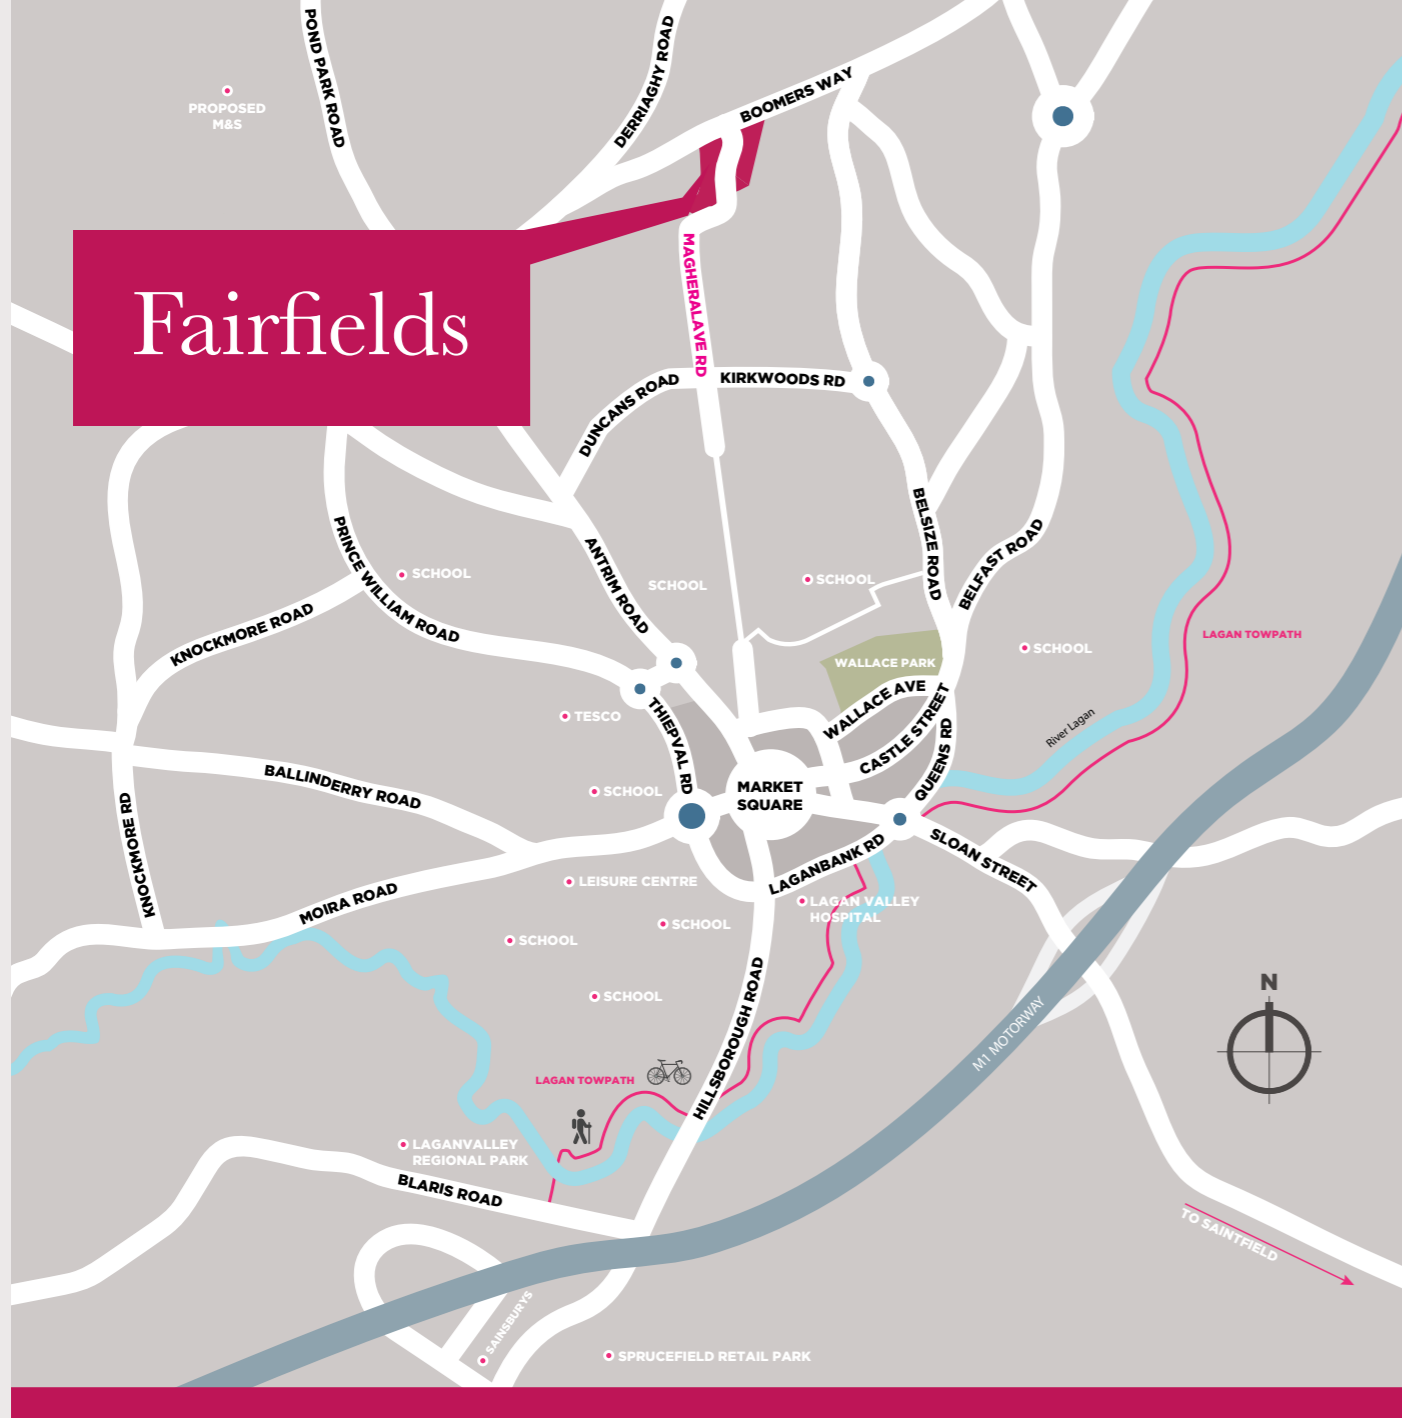 POND PARK ROAD
DERRIAGHY ROAD
BOOMERS WAY
PROPOSED
M&S
Fairfields
MAGHERALAVE RD
DUNCANS ROAD
KIRKWOODS RD
BELSIZE ROAD
BELFAST ROAD
PRINCE WILLIAM ROAD
ANTRIM ROAD
SCHOOL
SCHOOL
SCHOOL
KNOCKMORE ROAD
LAGAN TOWPATH
SCHOOL
WALLACE PARK
WALLACE AVE
CASTLE STREET
QUEENS RD
River Lagan
TESCO
THIEPVAL RD
BALLINDERRY ROAD
SCHOOL
MARKET
SQUARE
KNOCKMORE RD
LAGANBANK RD
SLOAN STREET
MOIRA ROAD
LEISURE CENTRE
LAGAN VALLEY
HOSPITAL
SCHOOL
SCHOOL
SCHOOL
HILLSBOROUGH ROAD
N
M1 MOTORWAY
LAGAN TOWPATH
LAGANVALLEY
REGIONAL PARK
BLARIS ROAD
TO SAINTFIELD
SAINSBURYS
SPRUCEFIELD RETAIL PARK